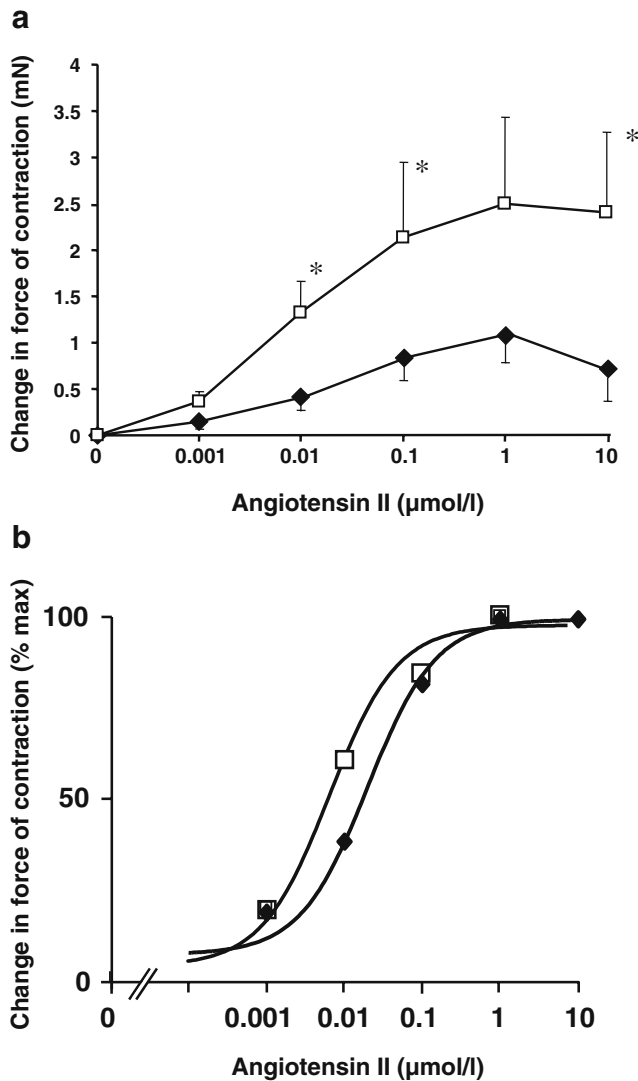 a
Change in force of contraction (mN)
4
3.5
3
2.5
2
1.5
1
0.5
0
*
*
*
0 0.001 0.01 0.1 1 10
Angiotensin II (µmol/l)
b
Change in force of contraction (% max)
100
50
0
0 0.001 0.01 0.1 1 10
Angiotensin II (µmol/l)